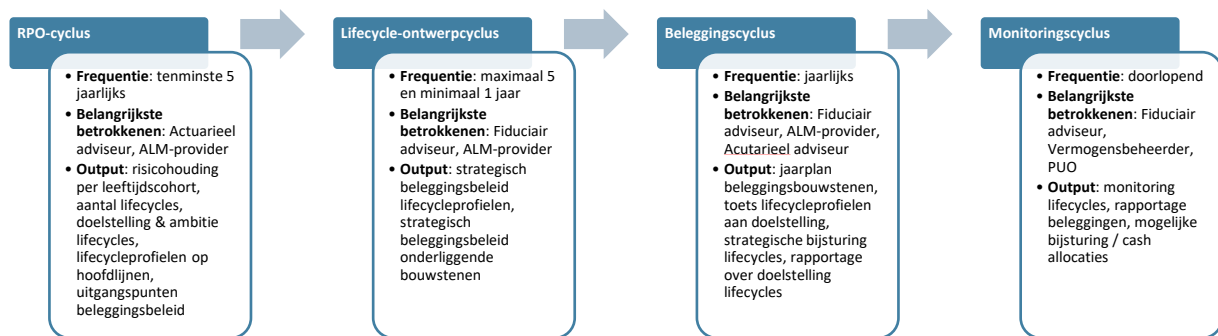 RPO-cyclus
• Frequentie: tenminste 5
jaarlijks
• Belangrijkste
betrokkenen: Actuarieel
adviseur, ALM-provider
• Output: risicohouding
per leeftijdscohort,
aantal lifecycles,
doelstelling & ambitie
lifecycles,
lifecycleprofielen op
hoofdlijnen,
uitgangspunten
beleggingsbeleid
Lifecycle-ontwerpcyclus
• Frequentie: maximaal 5
en minimaal 1 jaar
• Belangrijkste
betrokkenen: Fiduciair
adviseur, ALM-provider
• Output: strategisch
beleggingsbeleid
lifecycleprofielen,
strategisch
beleggingsbeleid
onderliggende
bouwstenen
Beleggingscyclus
• Frequentie: jaarlijks
• Belangrijkste
betrokkenen: Fiduciair
adviseur, ALM-provider,
Acutarieel adviseur
• Output: jaarplan
beleggingsbouwstenen,
toets lifecycleprofielen
aan doelstelling,
strategische bijsturing
lifecycles, rapportage
over doelstelling
lifecycles
Monitoringscyclus
• Frequentie: doorlopend
• Belangrijkste
betrokkenen: Fiduciair
adviseur,
Vermogensbeheerder,
PUO
• Output: monitoring
lifecycles, rapportage
beleggingen, mogelijke
bijsturing / cash
allocaties